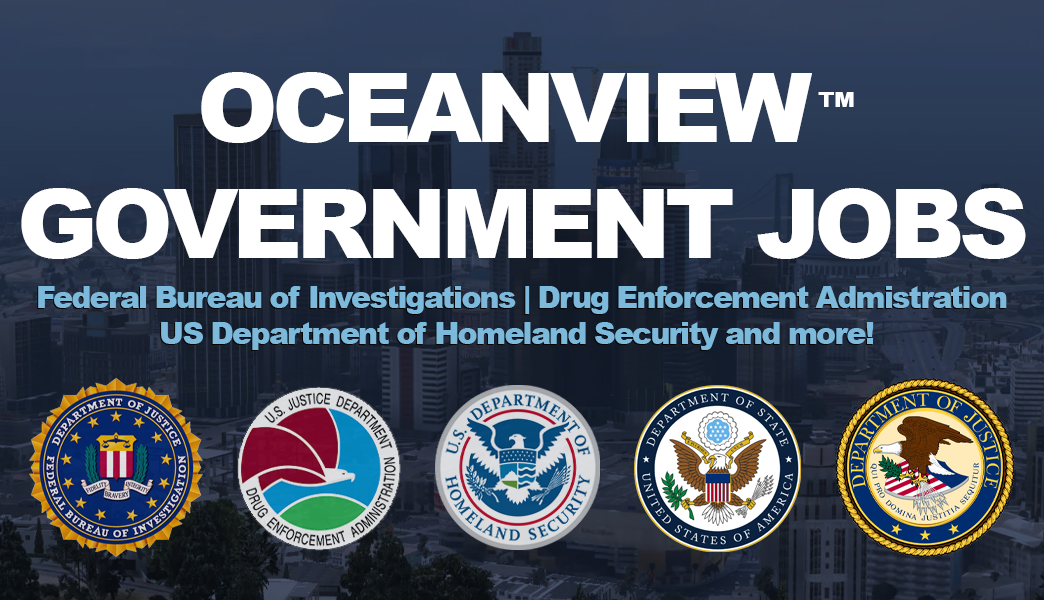 OCEANVIEW™
GOVERNMENT JOBS
Federal Bureau of Investigations | Drug Enforcement Admistration
US Department of Homeland Security and more!
DEPARTMENT OF JUSTICE
FIDELITY BRAVERY INTEGRITY
FEDERAL BUREAU OF INVESTIGATION
U.S. JUSTICE DEPARTMENT
DRUG ENFORCEMENT ADMINISTRATION
U.S. DEPARTMENT OF
HOMELAND SECURITY
DEPARTMENT OF STATE
UNITED STATES OF AMERICA
DEPARTMENT OF JUSTICE
QUI PRO DOMINA JUSTITIA SEQUITUR